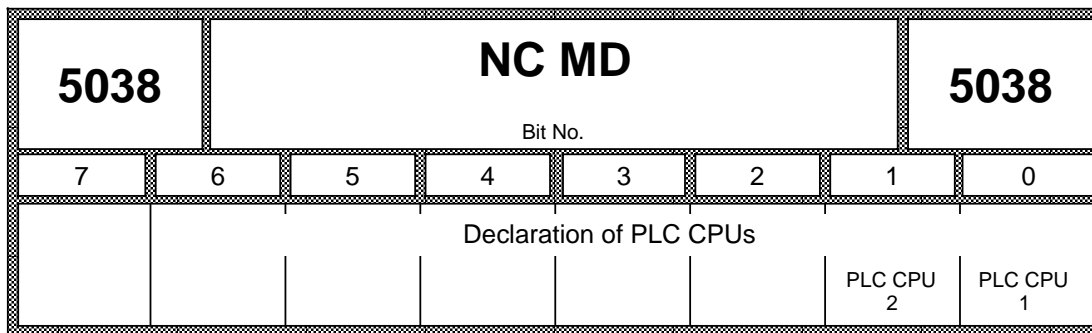 5038 NC MD 5038
Bit No.
7 6 5 4 3 2 1 0
Declaration of PLC CPUs
PLC CPU 2 PLC CPU 1